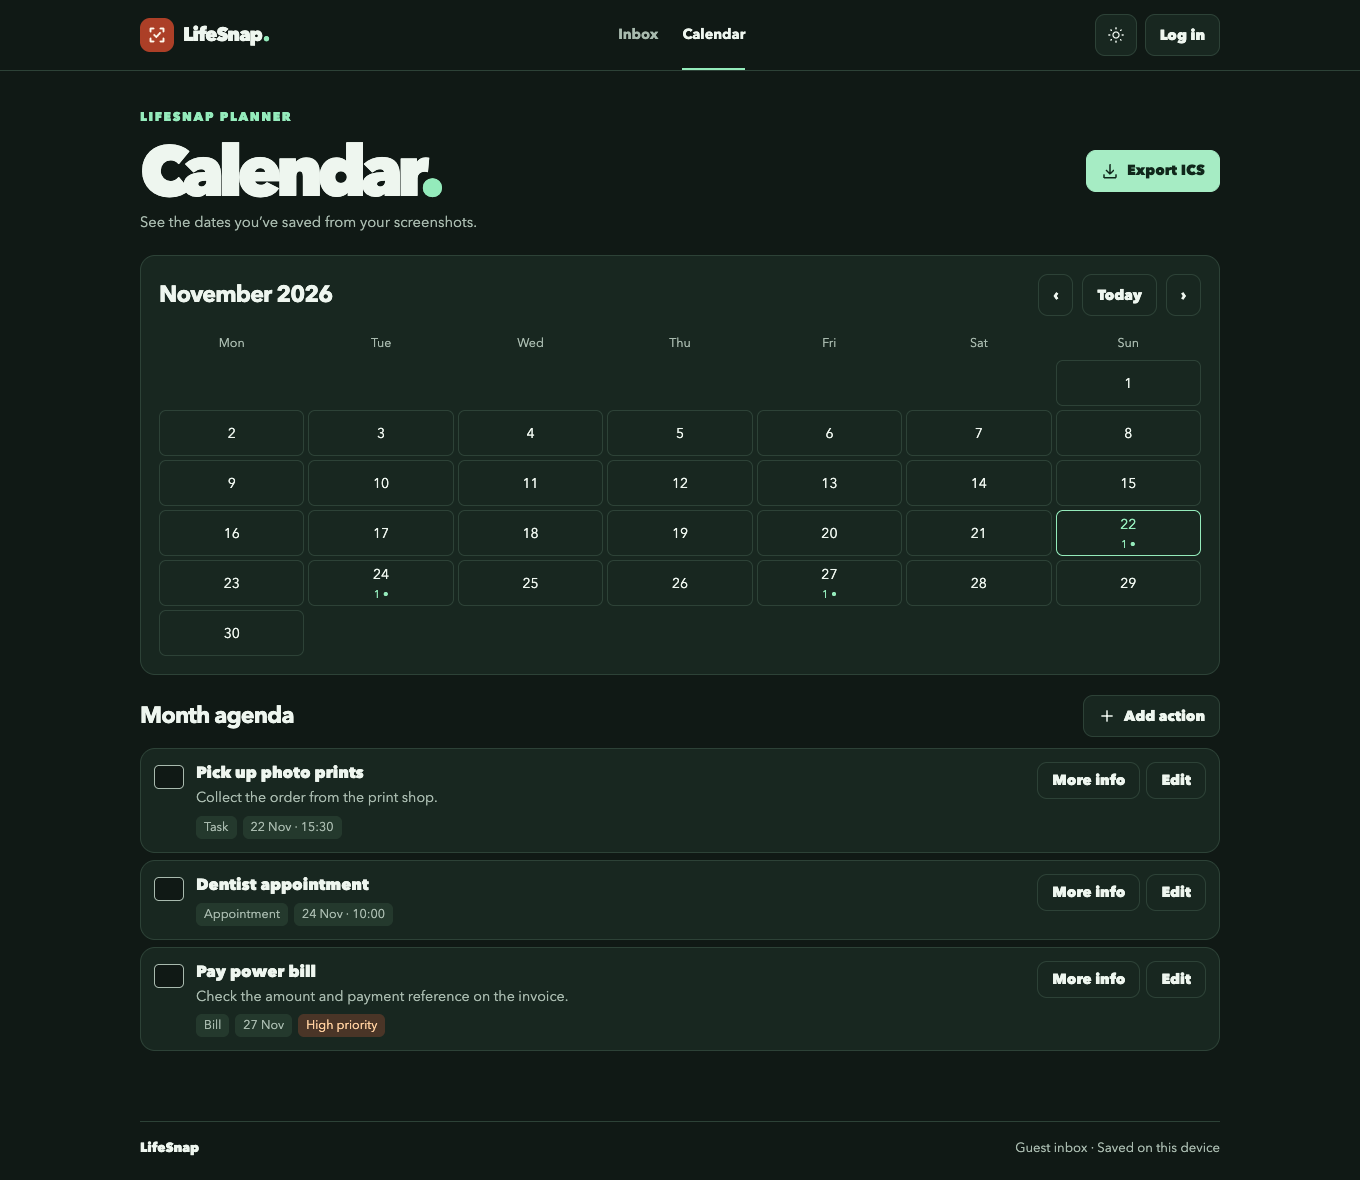 LifeSnap.
Inbox
Calendar
Log in
LIFESNAP PLANNER
Calendar.
Export ICS
See the dates you’ve saved from your screenshots.
November 2026
‹
Today
›
Mon Tue Wed Thu Fri Sat Sun
1
2 3 4 5 6 7 8
9 10 11 12 13 14 15
16 17 18 19 20 21 22
1 •
23 24 25 26 27 28 29
1 • 1 •
30
Month agenda
+ Add action
Pick up photo prints
More info
Edit
Collect the order from the print shop.
Task
22 Nov · 15:30
Dentist appointment
More info
Edit
Appointment
24 Nov · 10:00
Pay power bill
More info
Edit
Check the amount and payment reference on the invoice.
Bill
27 Nov
High priority
LifeSnap
Guest inbox · Saved on this device